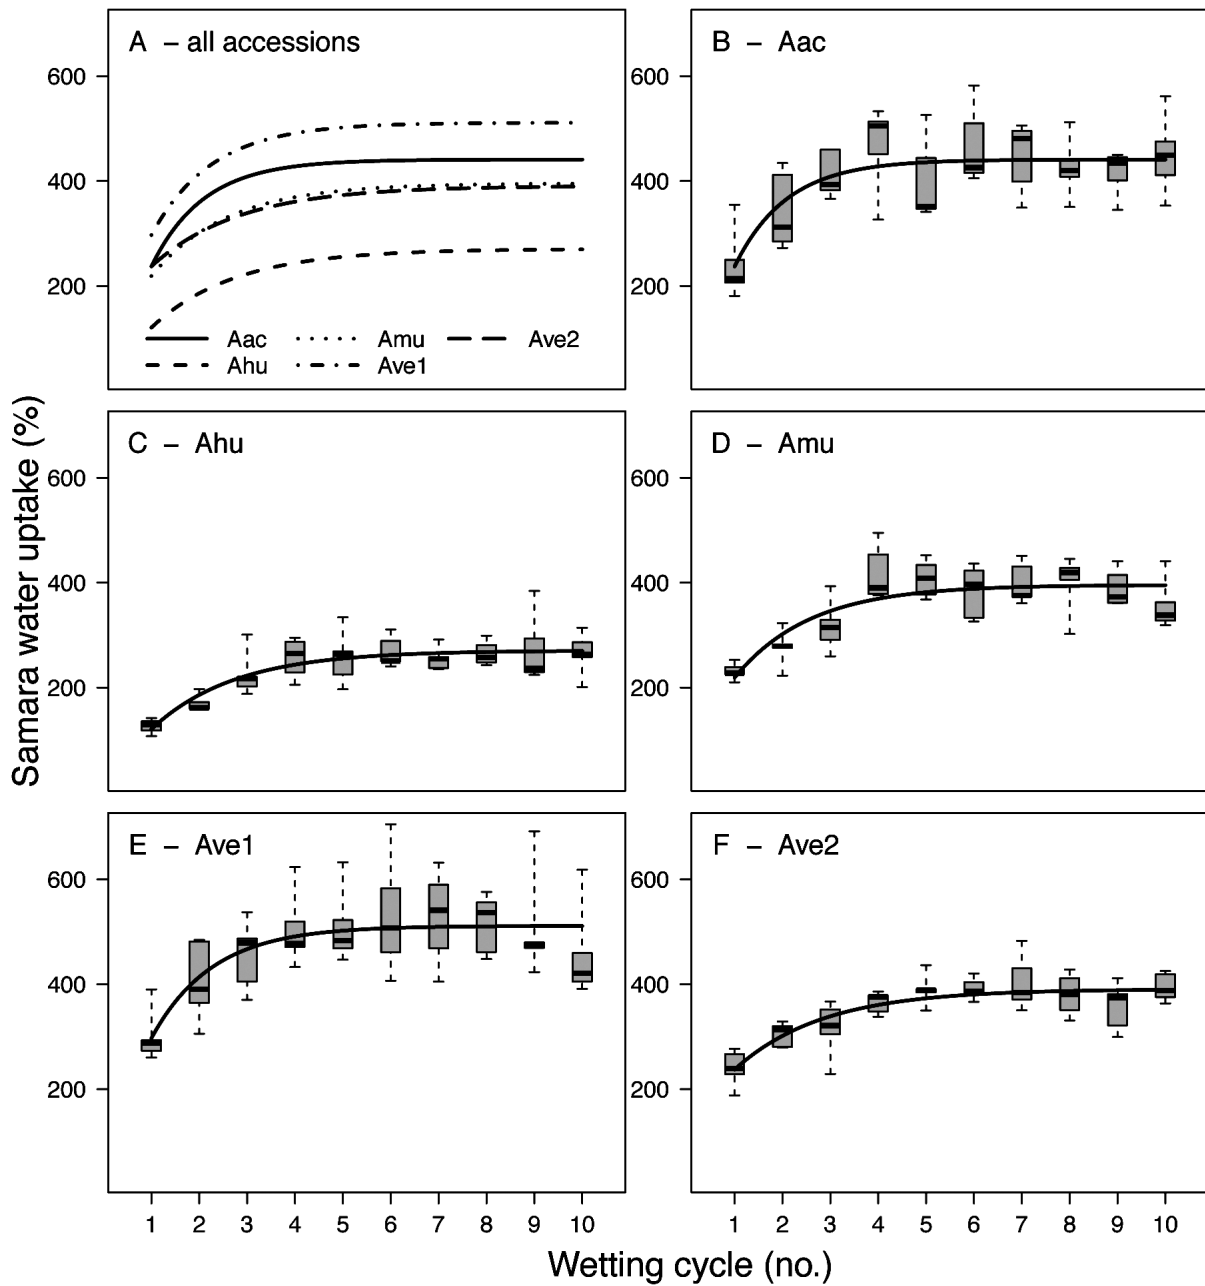 A – all accessions
600
400
200
Aac
Amu
Ave2
Ahu
Ave1
B – Aac
600
400
200
C – Ahu
600
400
200
D – Amu
600
400
200
E – Ave1
600
400
200
1 2 3 4 5 6 7 8 9 10
F – Ave2
600
400
200
1 2 3 4 5 6 7 8 9 10
Samara water uptake (%)
Wetting cycle (no.)